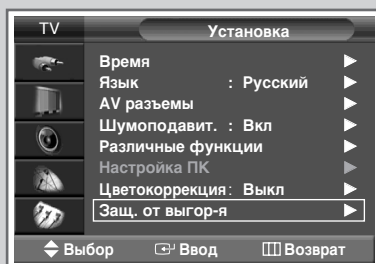 TV
Установка
Время
Язык : Русский
AV разъемы
Шумоподавит. : Вкл
Различные функции
Настройка ПК
Цветокоррекция: Выкл
Защ. от выгор-я
Выбор Ввод Возврат